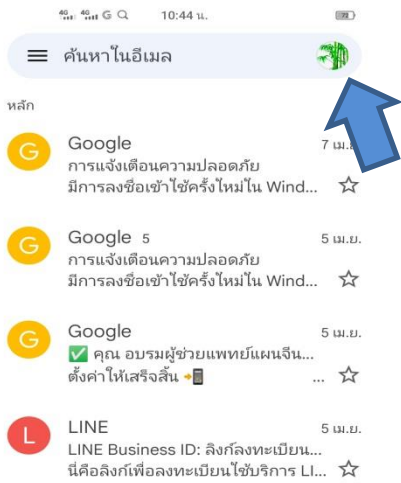 4G 4G G 10:44 น. 72
ค้นหาในอีเมล
หลัก
G Google 7 เม.ย.
การแจ้งเตือนความปลอดภัย
มีการลงชื่อเข้าใช้ครั้งใหม่ใน Wind...
G Google 5 5 เม.ย.
การแจ้งเตือนความปลอดภัย
มีการลงชื่อเข้าใช้ครั้งใหม่ใน Wind...
G Google 5 เม.ย.
✅ คุณ อบรมผู้ช่วยแพทย์แผนจีน...
ตั้งค่าให้เสร็จสิ้น 📲 ...
L LINE 5 เม.ย.
LINE Business ID: ลิงก์ลงทะเบียน...
นี่คือลิงก์เพื่อลงทะเบียนใช้บริการ LI...